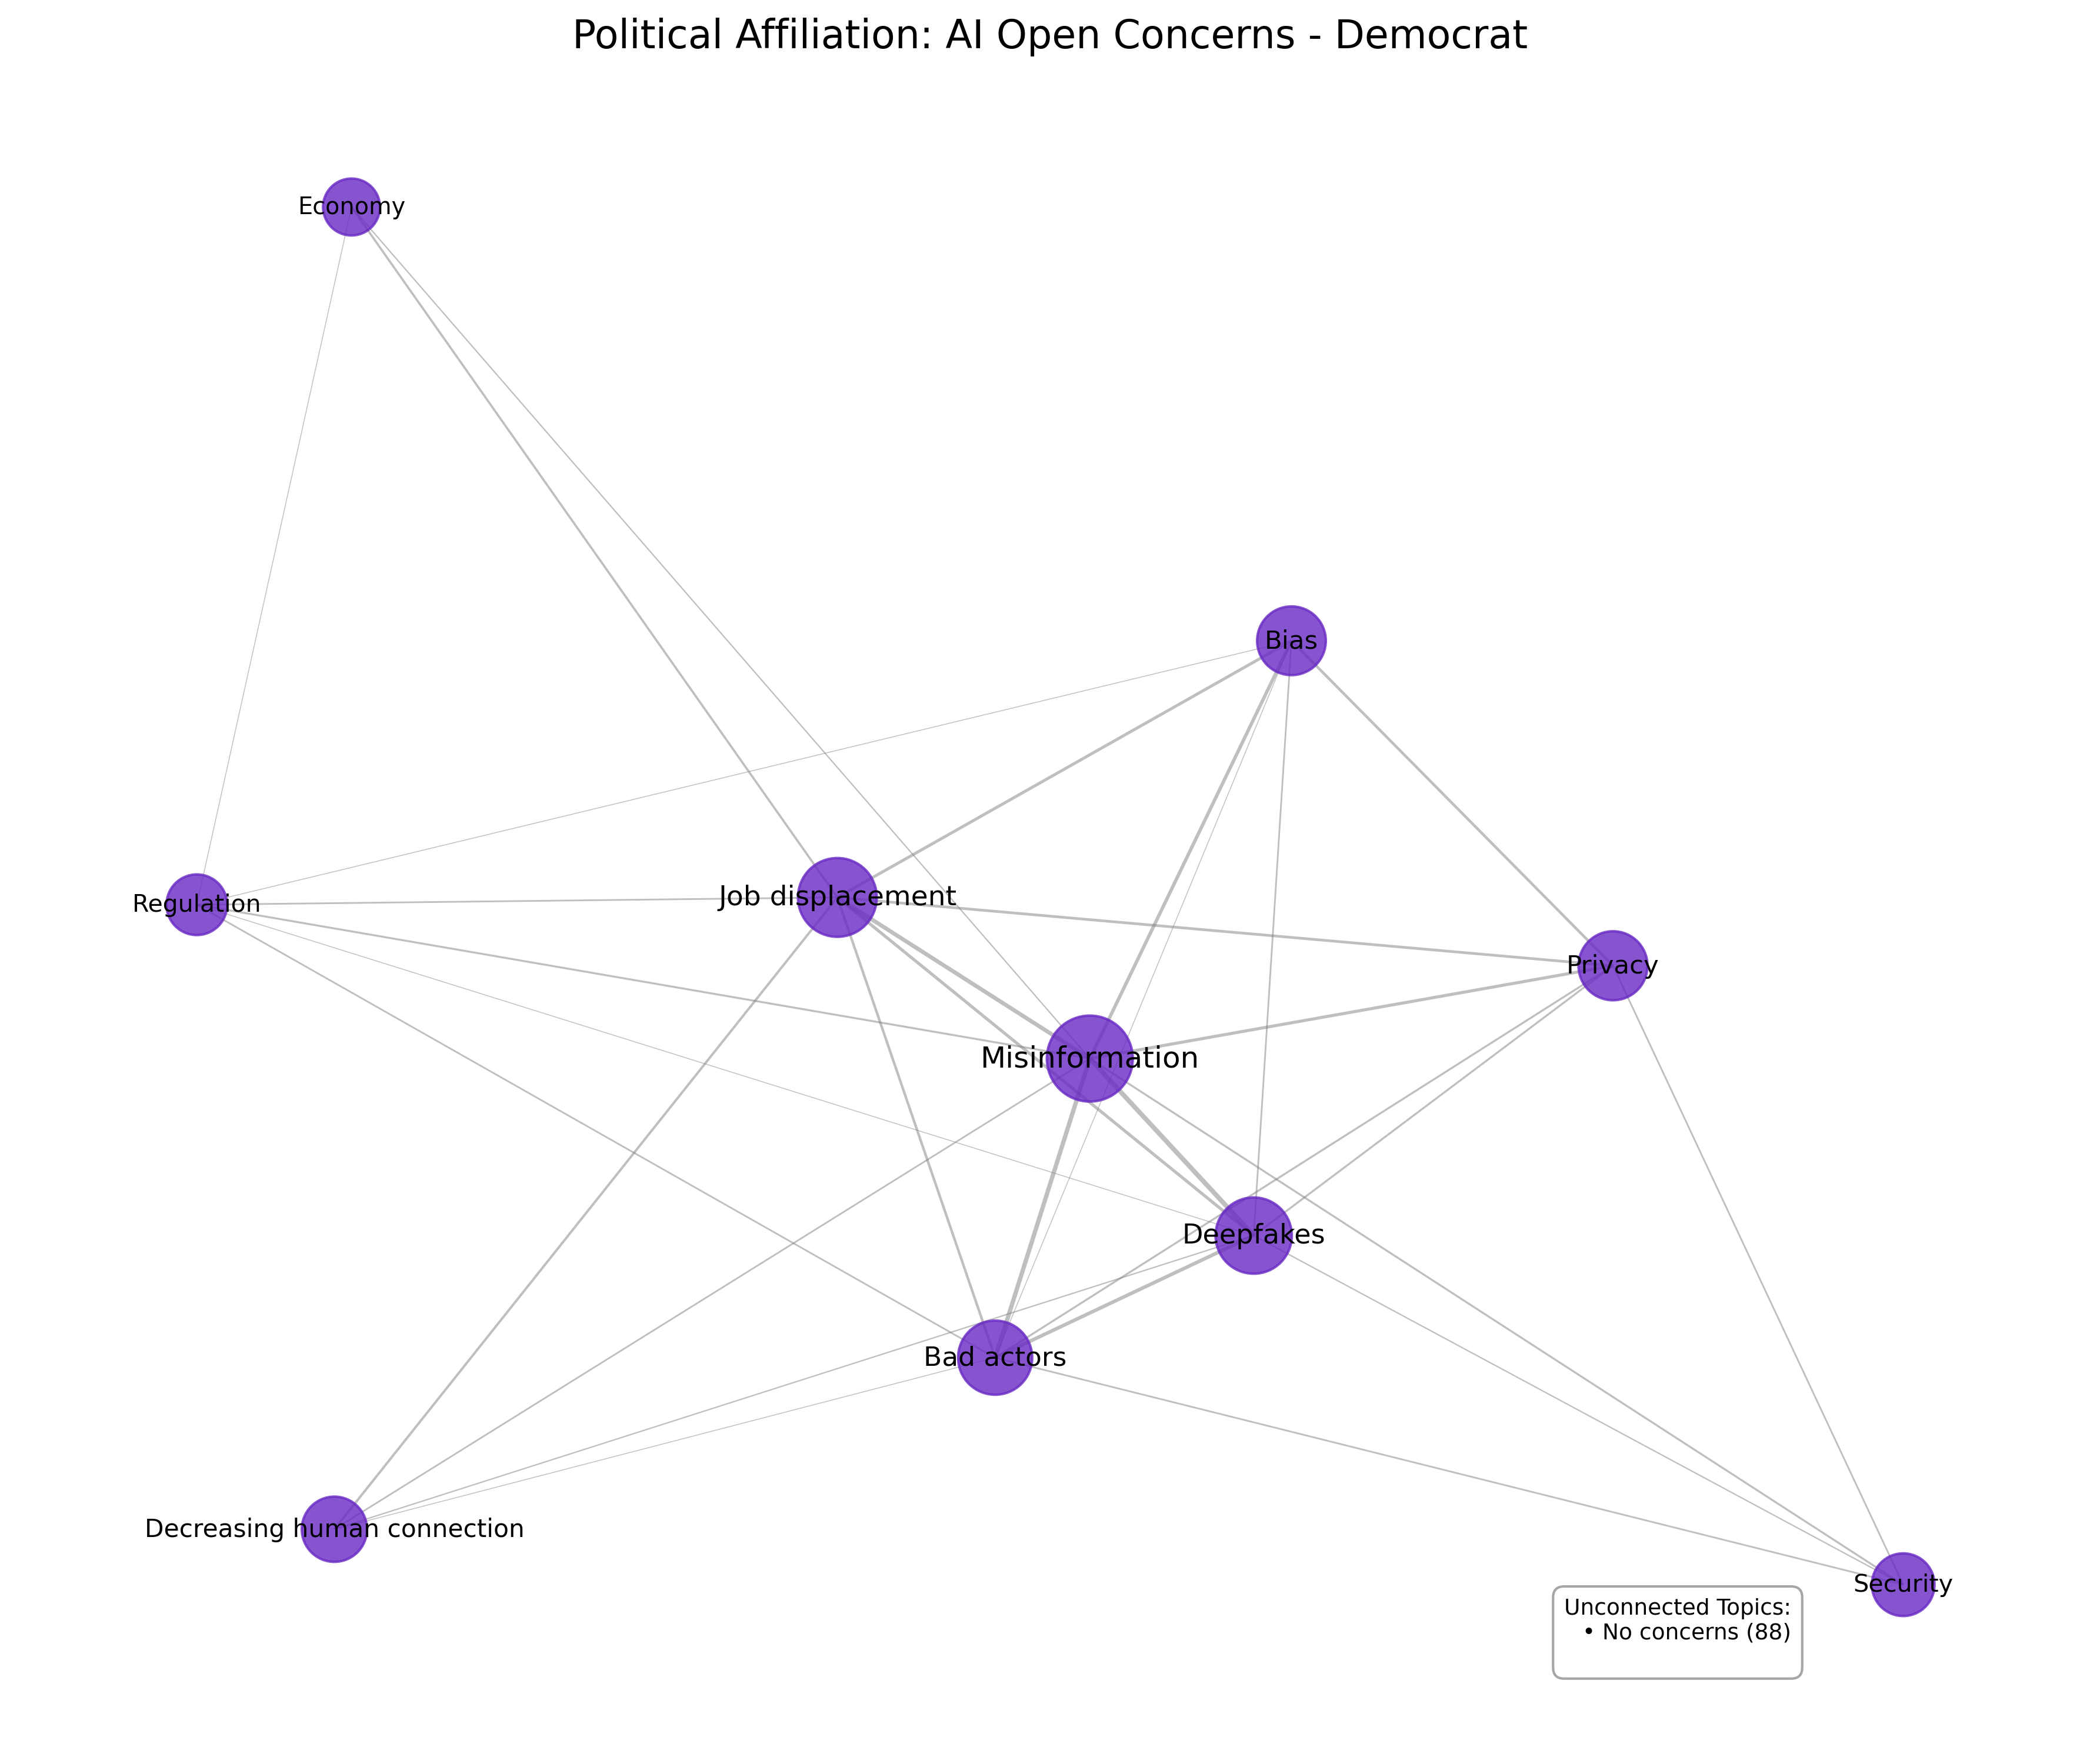 Political Affiliation: AI Open Concerns - Democrat
Economy
Bias
Job displacement
Regulation
Privacy
Misinformation
Deepfakes
Bad actors
Decreasing human connection
Security
Unconnected Topics:
• No concerns (88)